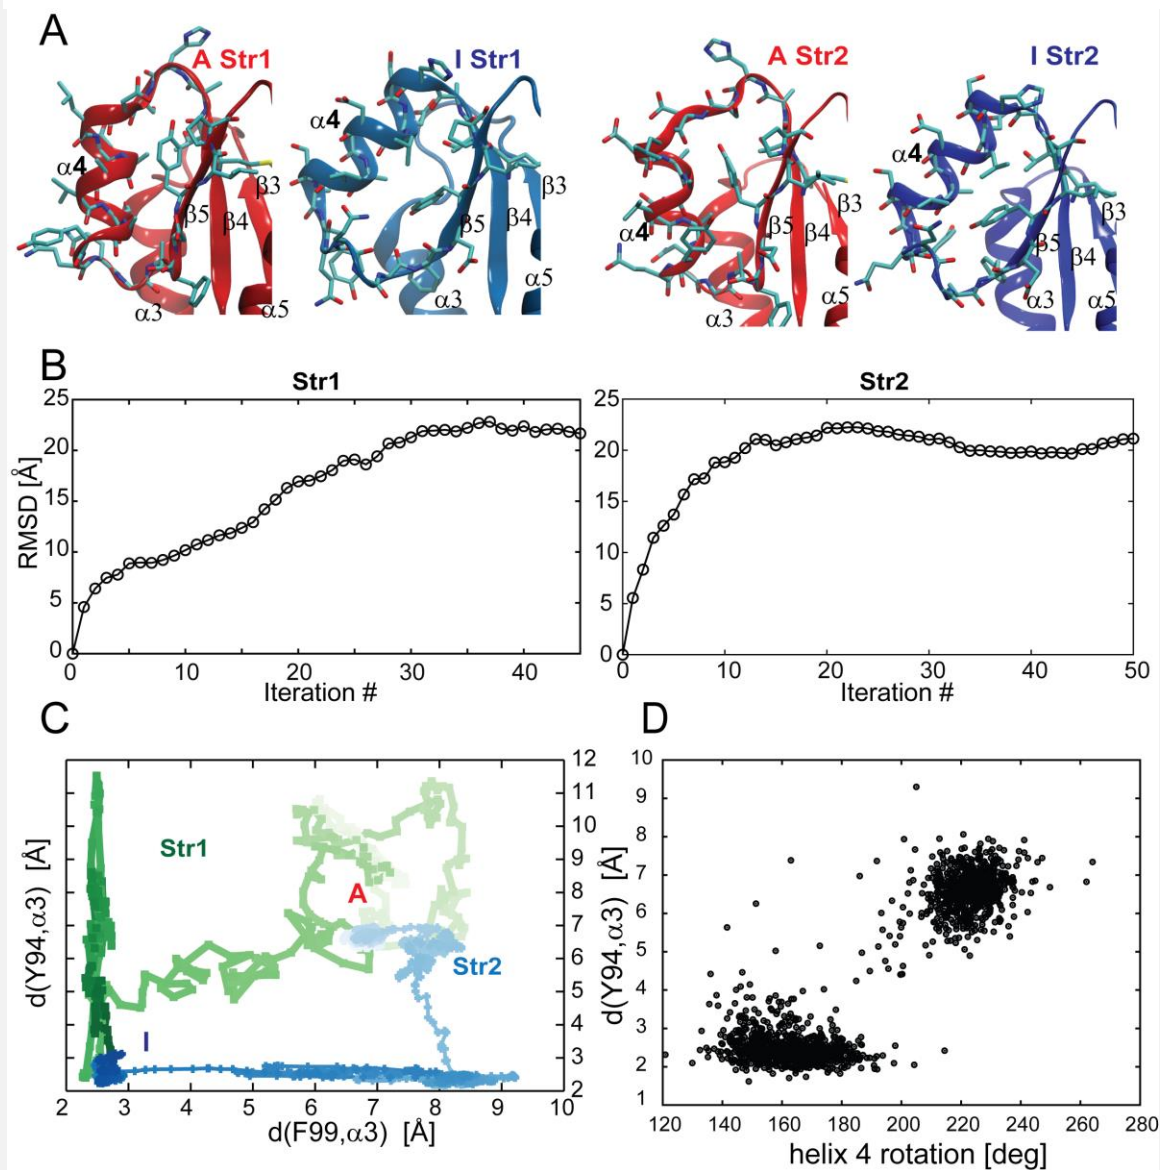 A
A Str1
I Str1
A Str2
I Str2
α4
α4
α4
α4
β3
β5
β4
α3
α5
β3
β5
β4
α3
α5
β3
β5
β4
α3
α5
β3
β5
β4
α3
α5
B
Str1
Str2
25
20
15
10
5
0
RMSD [Å]
0 10 20 30 40
Iteration #
25
20
15
10
5
0
0 10 20 30 40 50
Iteration #
C
D
12
11
10
9
8
7
6
5
4
3
2
d(Y94,α3) [Å]
Str1
A
Str2
I
2 3 4 5 6 7 8 9 10
d(F99,α3) [Å]
10
9
8
7
6
5
4
3
2
1
d(Y94,α3) [Å]
120 140 160 180 200 220 240 260 280
helix 4 rotation [deg]